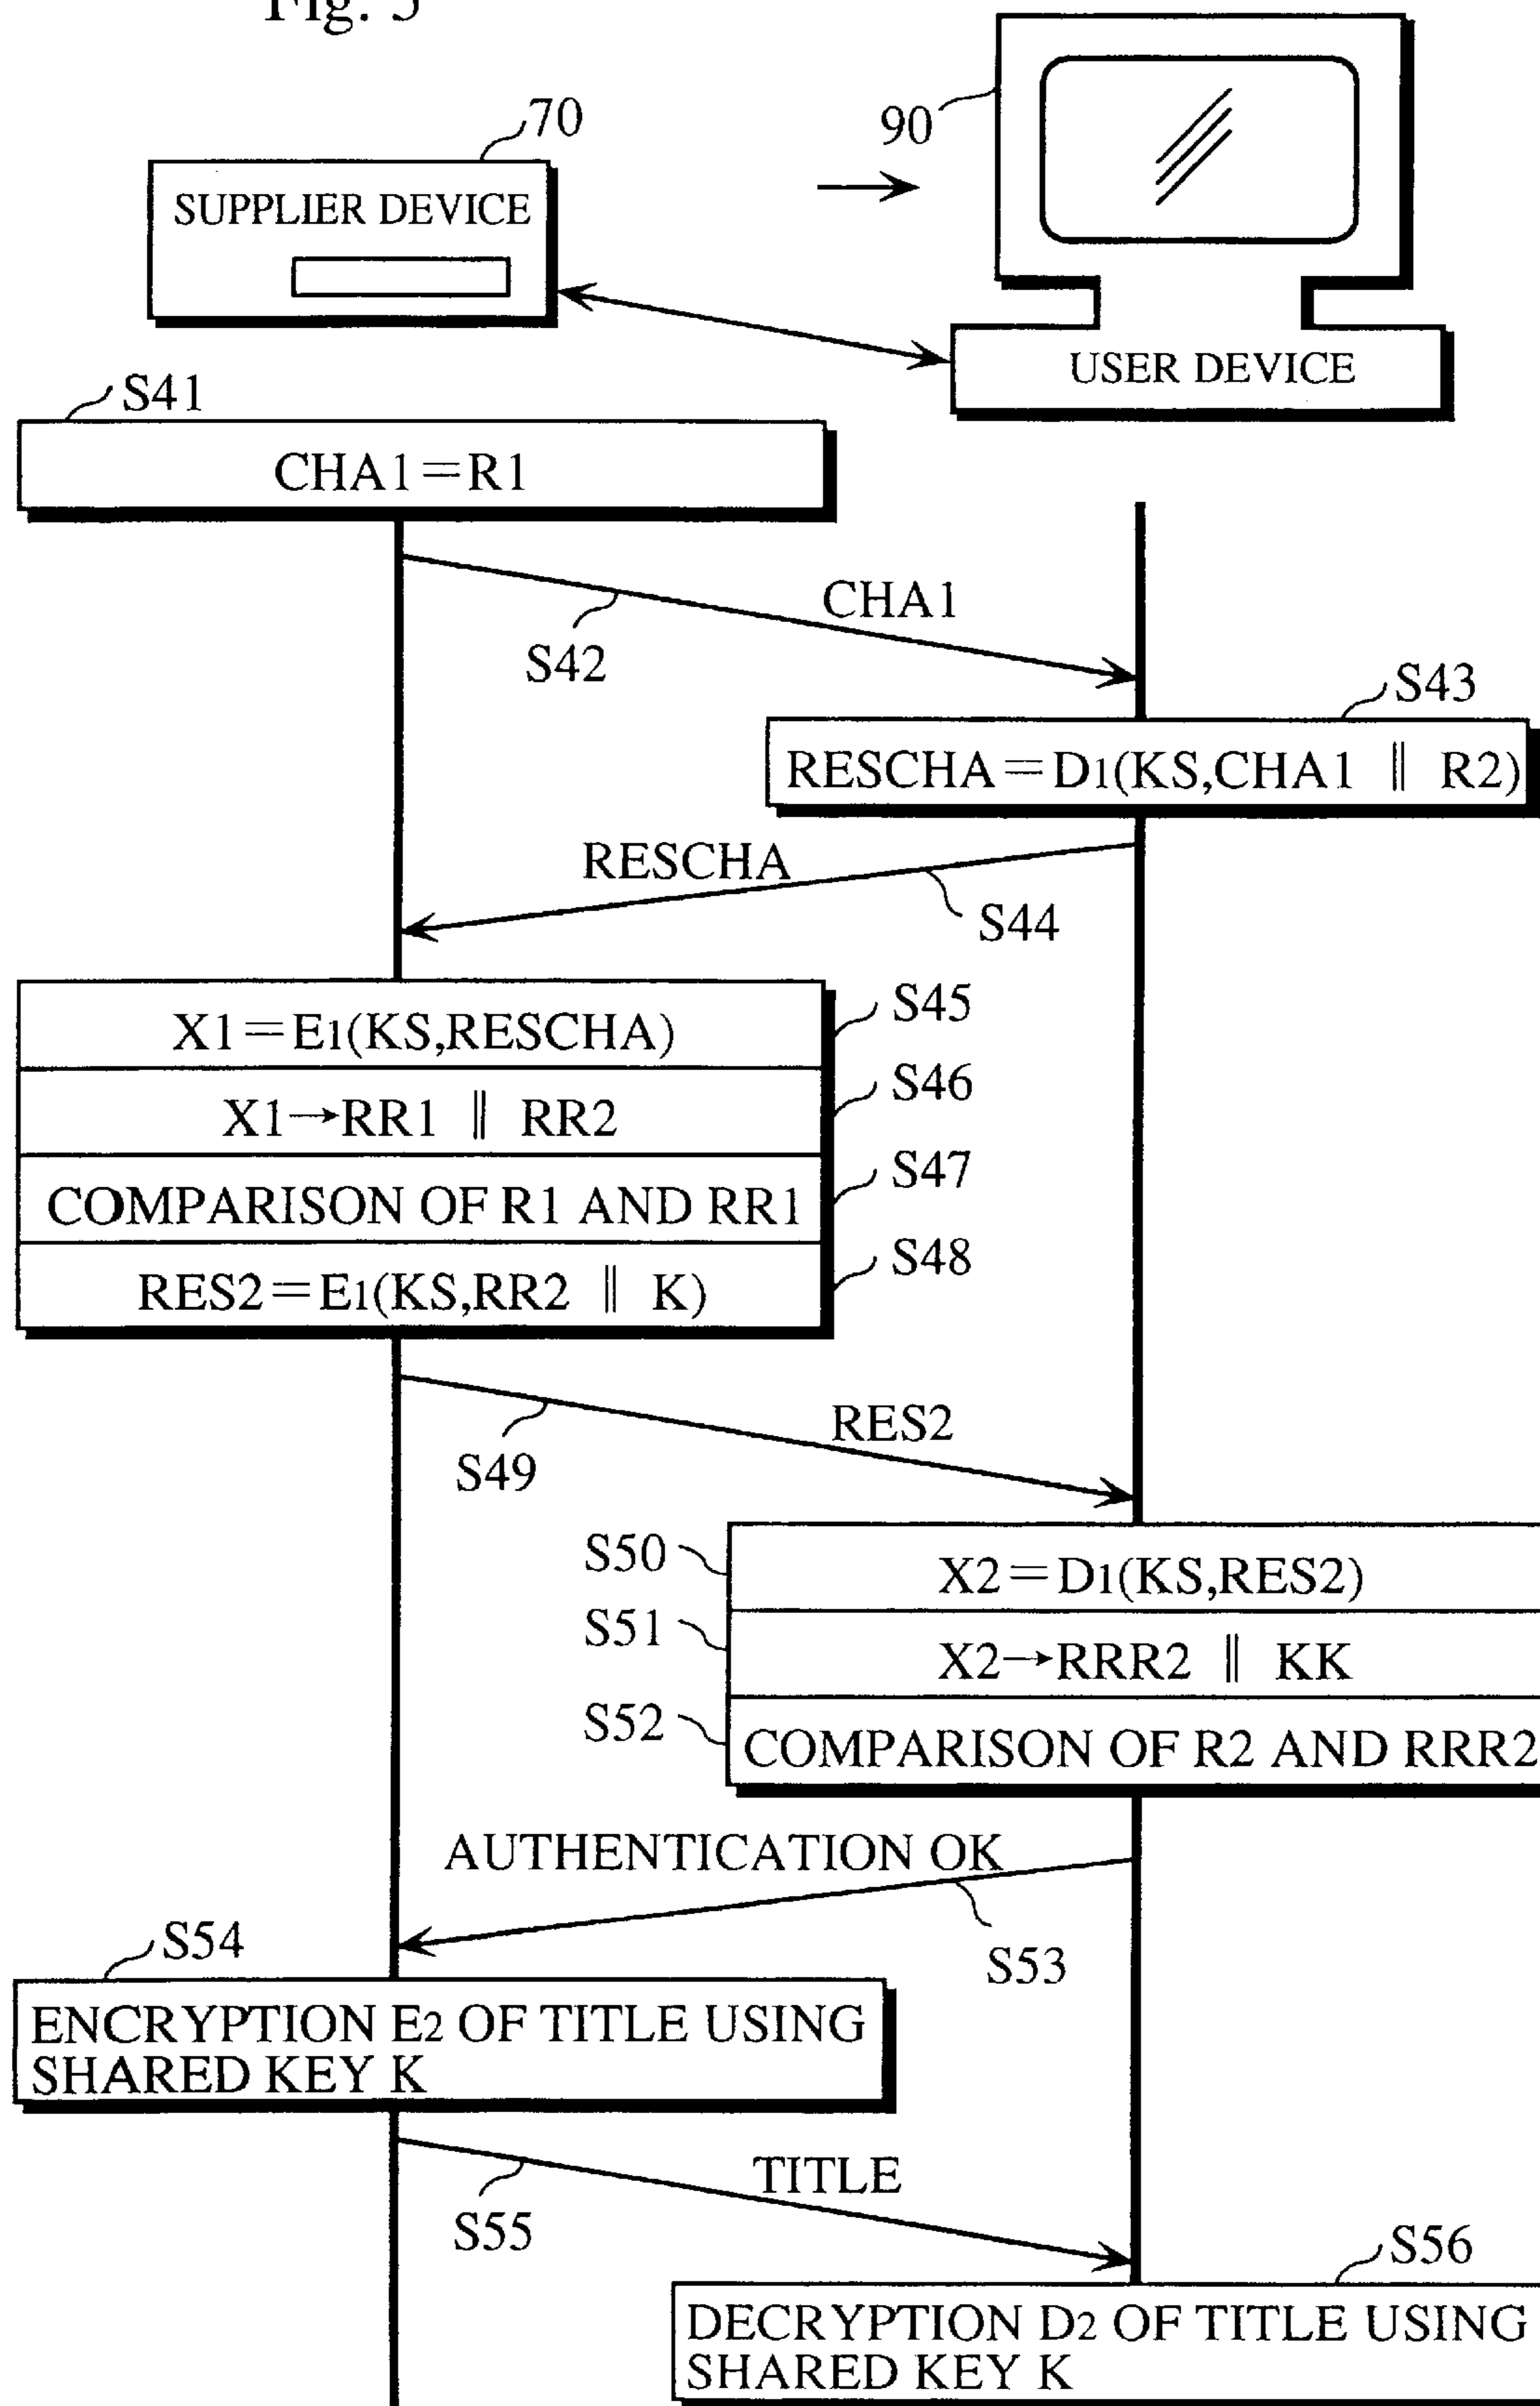 Fig. 5
70
90
SUPPLIER DEVICE
USER DEVICE
S41
CHA1=R1
CHA1
S42
S43
RESCHA=D1(KS,CHA1 ‖ R2)
RESCHA
S44
X1=E1(KS,RESCHA)
S45
X1→RR1 ‖ RR2
S46
COMPARISON OF R1 AND RR1
S47
RES2=E1(KS,RR2 ‖ K)
S48
RES2
S49
S50
X2=D1(KS,RES2)
S51
X2→RRR2 ‖ KK
S52
COMPARISON OF R2 AND RRR2
AUTHENTICATION OK
S53
S54
ENCRYPTION E2 OF TITLE USING
SHARED KEY K
TITLE
S55
S56
DECRYPTION D2 OF TITLE USING
SHARED KEY K